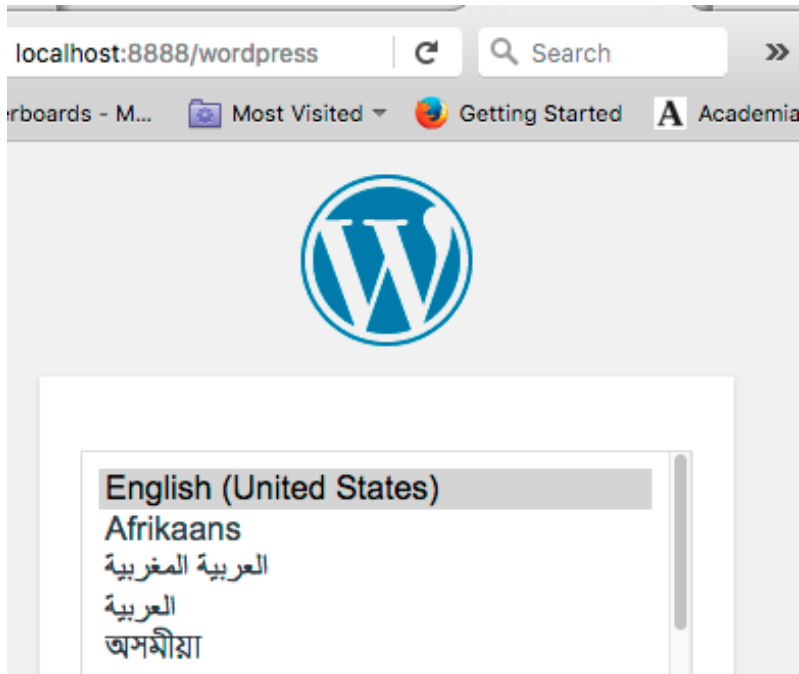 localhost:8888/wordpress Search
erboards - M... Most Visited Getting Started A Academia
W
English (United States)
Afrikaans
العربية المغربية
العربية
অসমীয়া